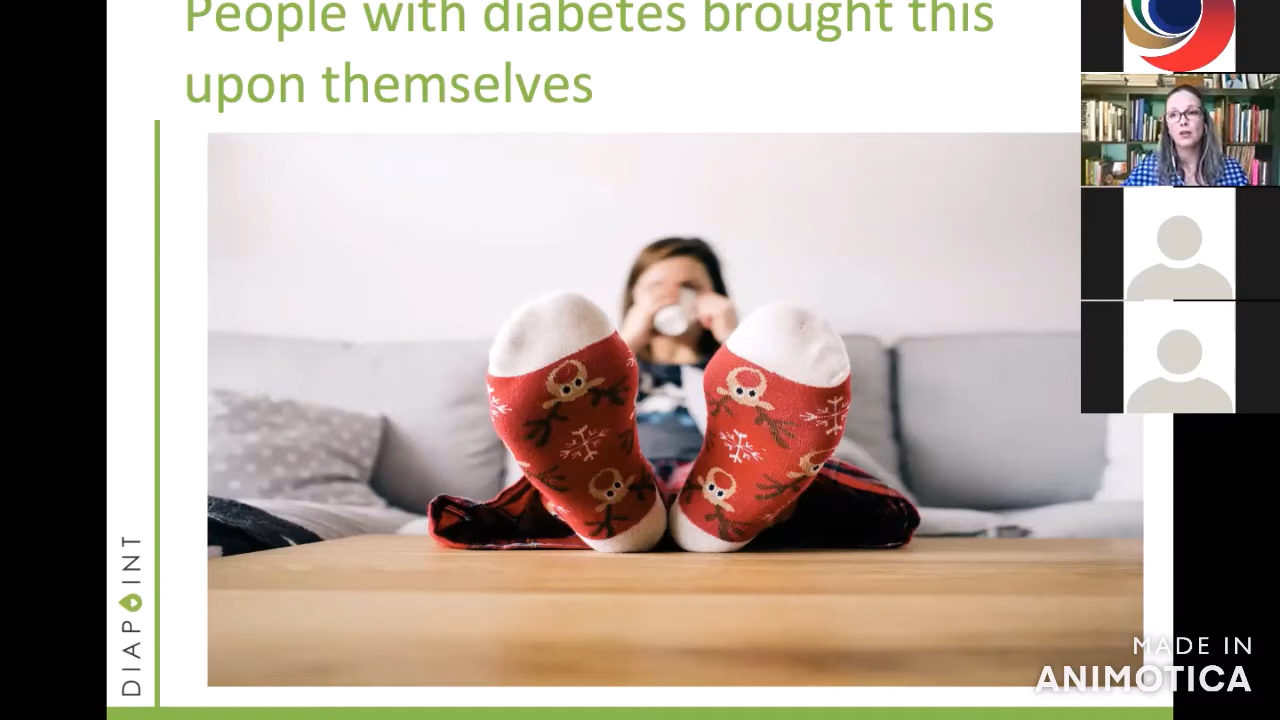 People with diabetes brought this
upon themselves
DIAPOINT
MADE IN
ANIMOTICA